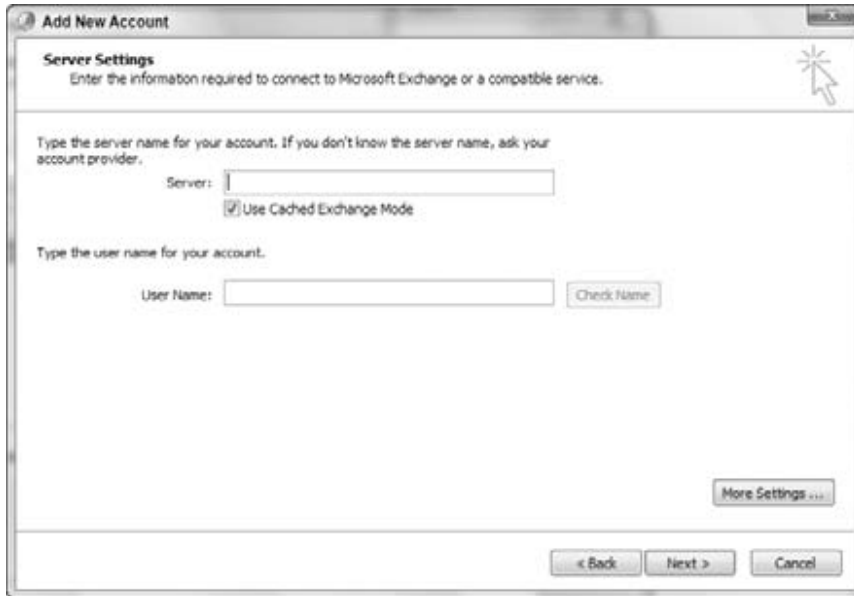 Add New Account
Server Settings
Enter the information required to connect to Microsoft Exchange or a compatible service.
Type the server name for your account. If you don't know the server name, ask your
account provider.
Server:
Use Cached Exchange Mode
Type the user name for your account.
User Name:
Check Name
More Settings ...
< Back
Next >
Cancel